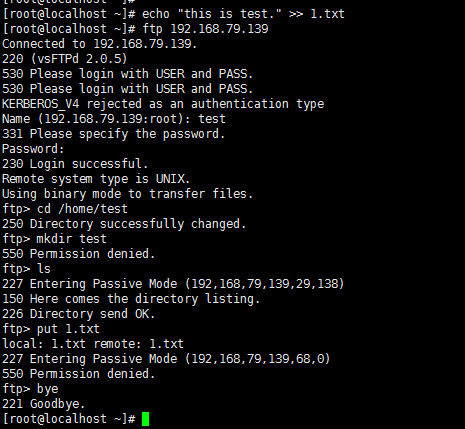 [root@localhost ~]#
[root@localhost ~]# echo "this is test." >> 1.txt
[root@localhost ~]# ftp 192.168.79.139
Connected to 192.168.79.139.
220 (vsFTPd 2.0.5)
530 Please login with USER and PASS.
530 Please login with USER and PASS.
KERBEROS_V4 rejected as an authentication type
Name (192.168.79.139:root): test
331 Please specify the password.
Password:
230 Login successful.
Remote system type is UNIX.
Using binary mode to transfer files.
ftp> cd /home/test
250 Directory successfully changed.
ftp> mkdir test
550 Permission denied.
ftp> ls
227 Entering Passive Mode (192,168,79,139,29,138)
150 Here comes the directory listing.
226 Directory send OK.
ftp> put 1.txt
local: 1.txt remote: 1.txt
227 Entering Passive Mode (192,168,79,139,68,0)
550 Permission denied.
ftp> bye
221 Goodbye.
[root@localhost ~]#